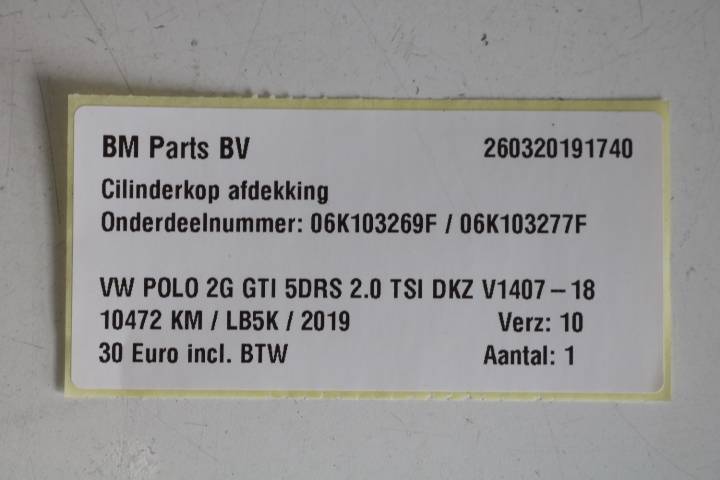 BM Parts BV 260320191740
Cilinderkop afdekking
Onderdeelnummer: 06K103269F / 06K103277F
VW POLO 2G GTI 5DRS 2.0 TSI DKZ V1407-18
10472 KM / LB5K / 2019 Verz: 10
30 Euro incl. BTW Aantal: 1